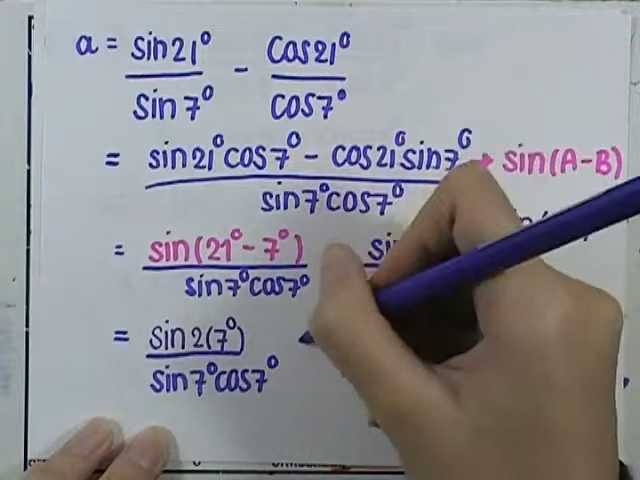 a = sin21° / sin7° - cos21° / cos7°
= sin21°cos7° - cos21°sin7° / sin7°cos7° → sin(A-B)
= sin(21°-7°) / sin7°cos7° sin
= sin2(7°) / sin7°cos7°